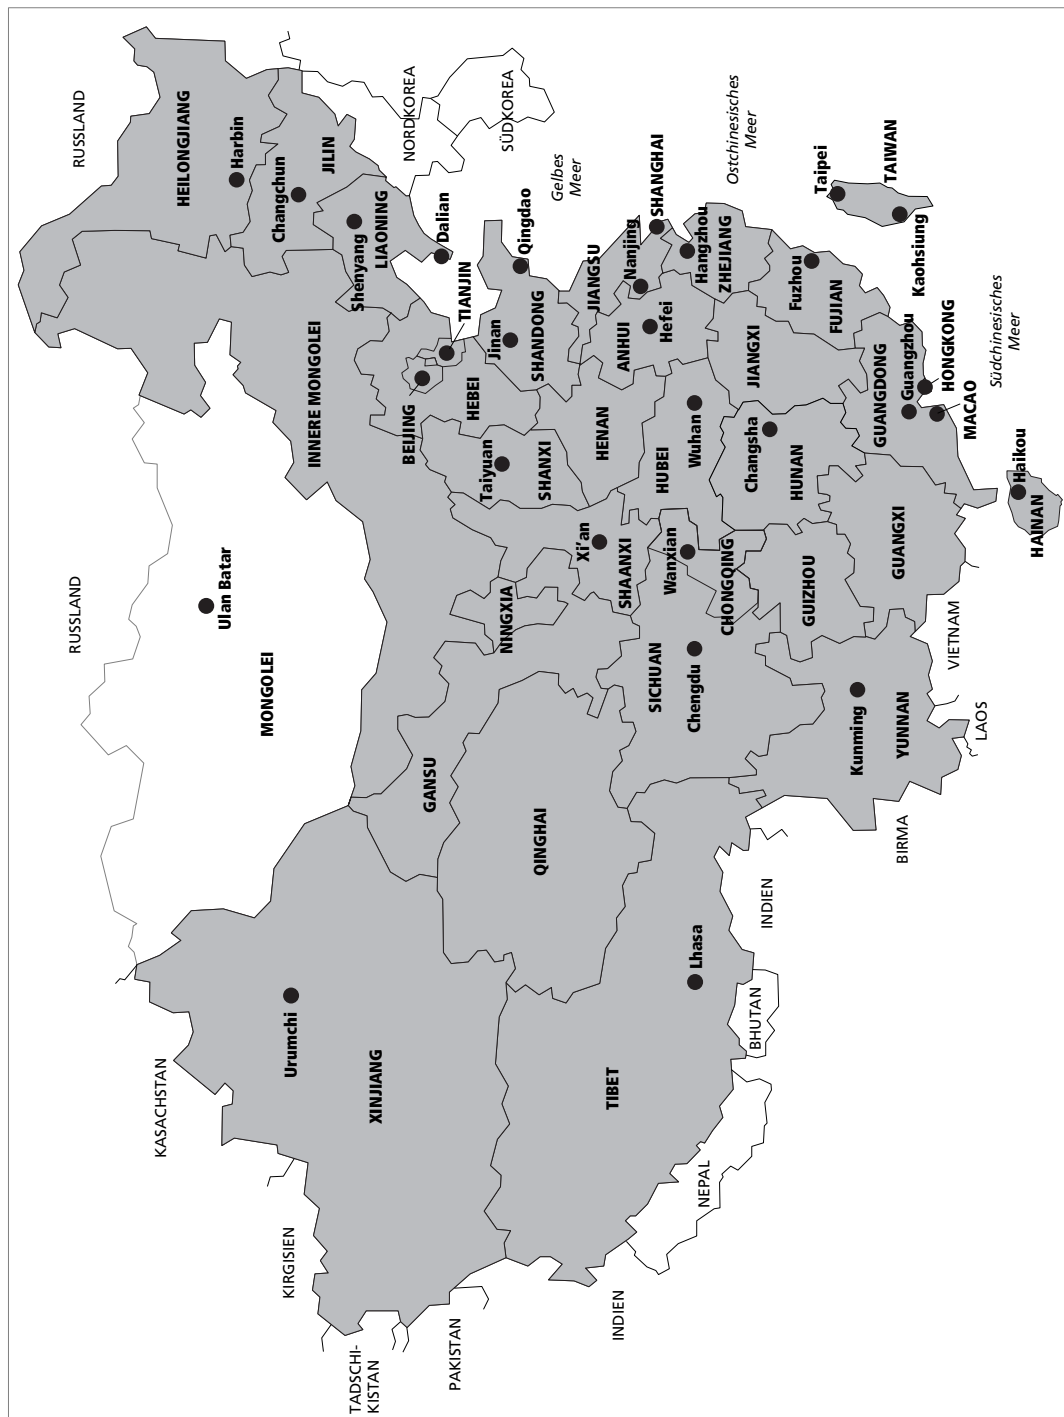 RUSSLAND
RUSSLAND
HEILONGJIANG
Harbin
Changchun
JILIN
NORDKOREA
SÜDKOREA
Shenyang
LIAONING
Dalian
INNERE MONGOLEI
Ulan Batar
MONGOLEI
KASACHSTAN
Urumchi
XINJIANG
KIRGISIEN
TADSCHI-
KISTAN
PAKISTAN
GANSU
NINGXIA
BEIJING
TIANJIN
HEBEI
Taiyuan
SHANXI
Jinan
SHANDONG
Qingdao
Gelbes
Meer
QINGHAI
Xi’an
SHAANXI
HENAN
JIANGSU
Nanjing
ANHUI
Hefei
SHANGHAI
Ostchinesisches
Meer
TIBET
Lhasa
INDIEN
NEPAL
BHUTAN
INDIEN
SICHUAN
Chengdu
Wanxian
CHONGQING
HUBEI
Wuhan
Hangzhou
ZHEJIANG
Changsha
HUNAN
JIANGXI
Fuzhou
FUJIAN
Taipei
TAIWAN
Kaohsiung
GUIZHOU
Kunming
YUNNAN
BIRMA
LAOS
VIETNAM
GUANGXI
GUANGDONG
Guangzhou
HONGKONG
MACAO
Südchinesisches
Meer
Haikou
HAINAN